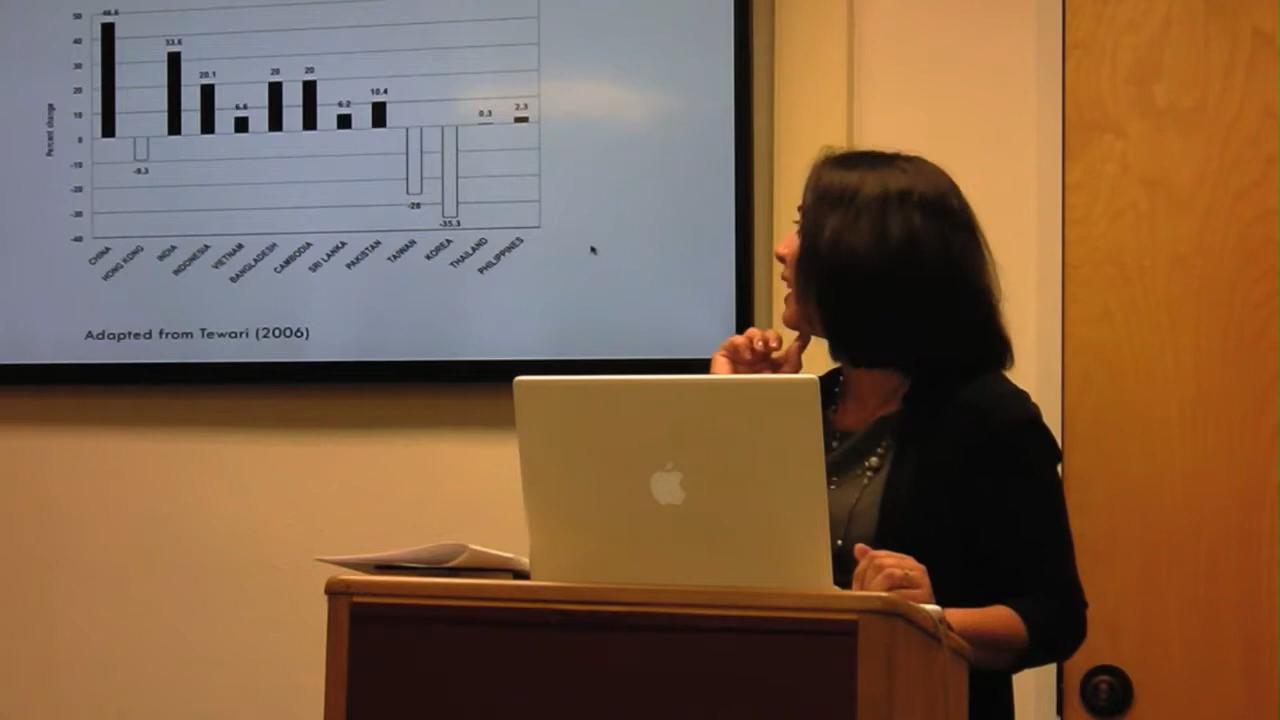 50
46.6
40
33.6
30
20
20.1
20
20
10
6.6
6.2
10.4
0.3
2.3
Percent change
0
-10
-20
-28
-30
-35.3
-40
CHINA
HONG KONG
INDIA
INDONESIA
VIETNAM
BANGLADESH
CAMBODIA
SRI LANKA
PAKISTAN
TAIWAN
KOREA
THAILAND
PHILIPPINES
Adapted from Tewari (2006)